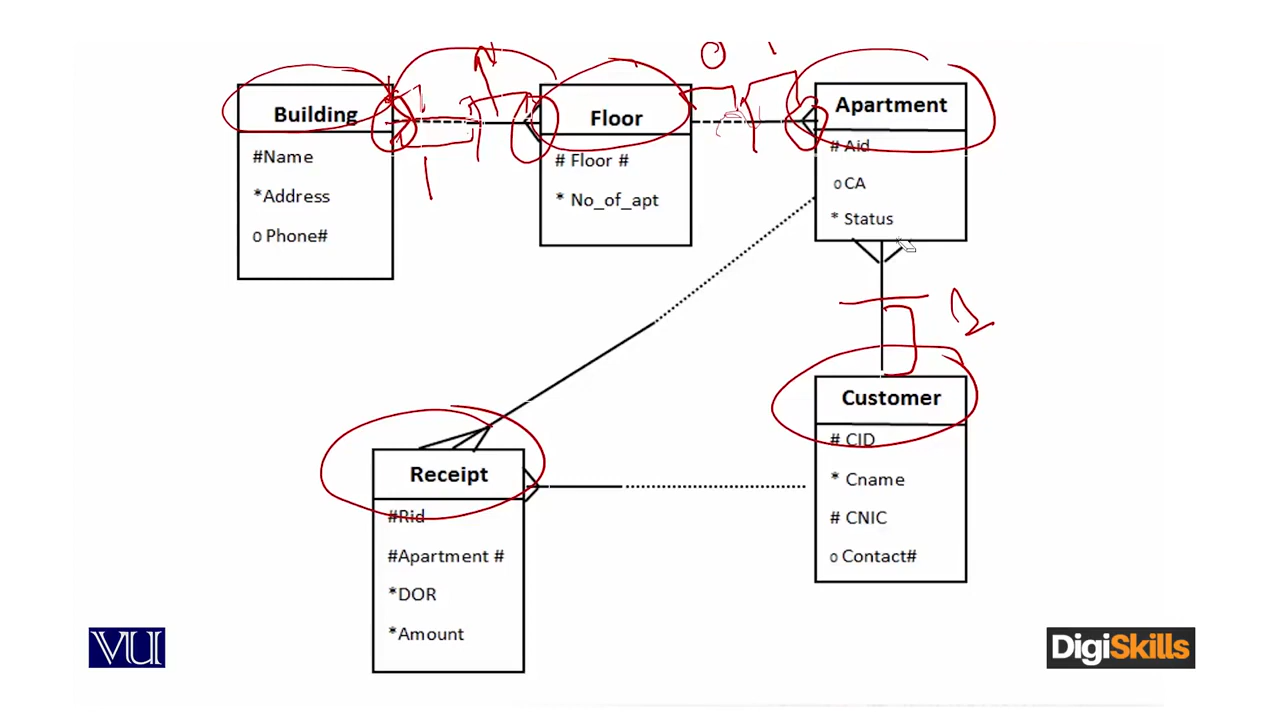 Building
#Name
*Address
o Phone#
Floor
# Floor #
* No_of_apt
Apartment
# Aid
o CA
* Status
Customer
# CID
* Cname
# CNIC
o Contact#
Receipt
#Rid
#Apartment #
*DOR
*Amount
VU
DigiSkills